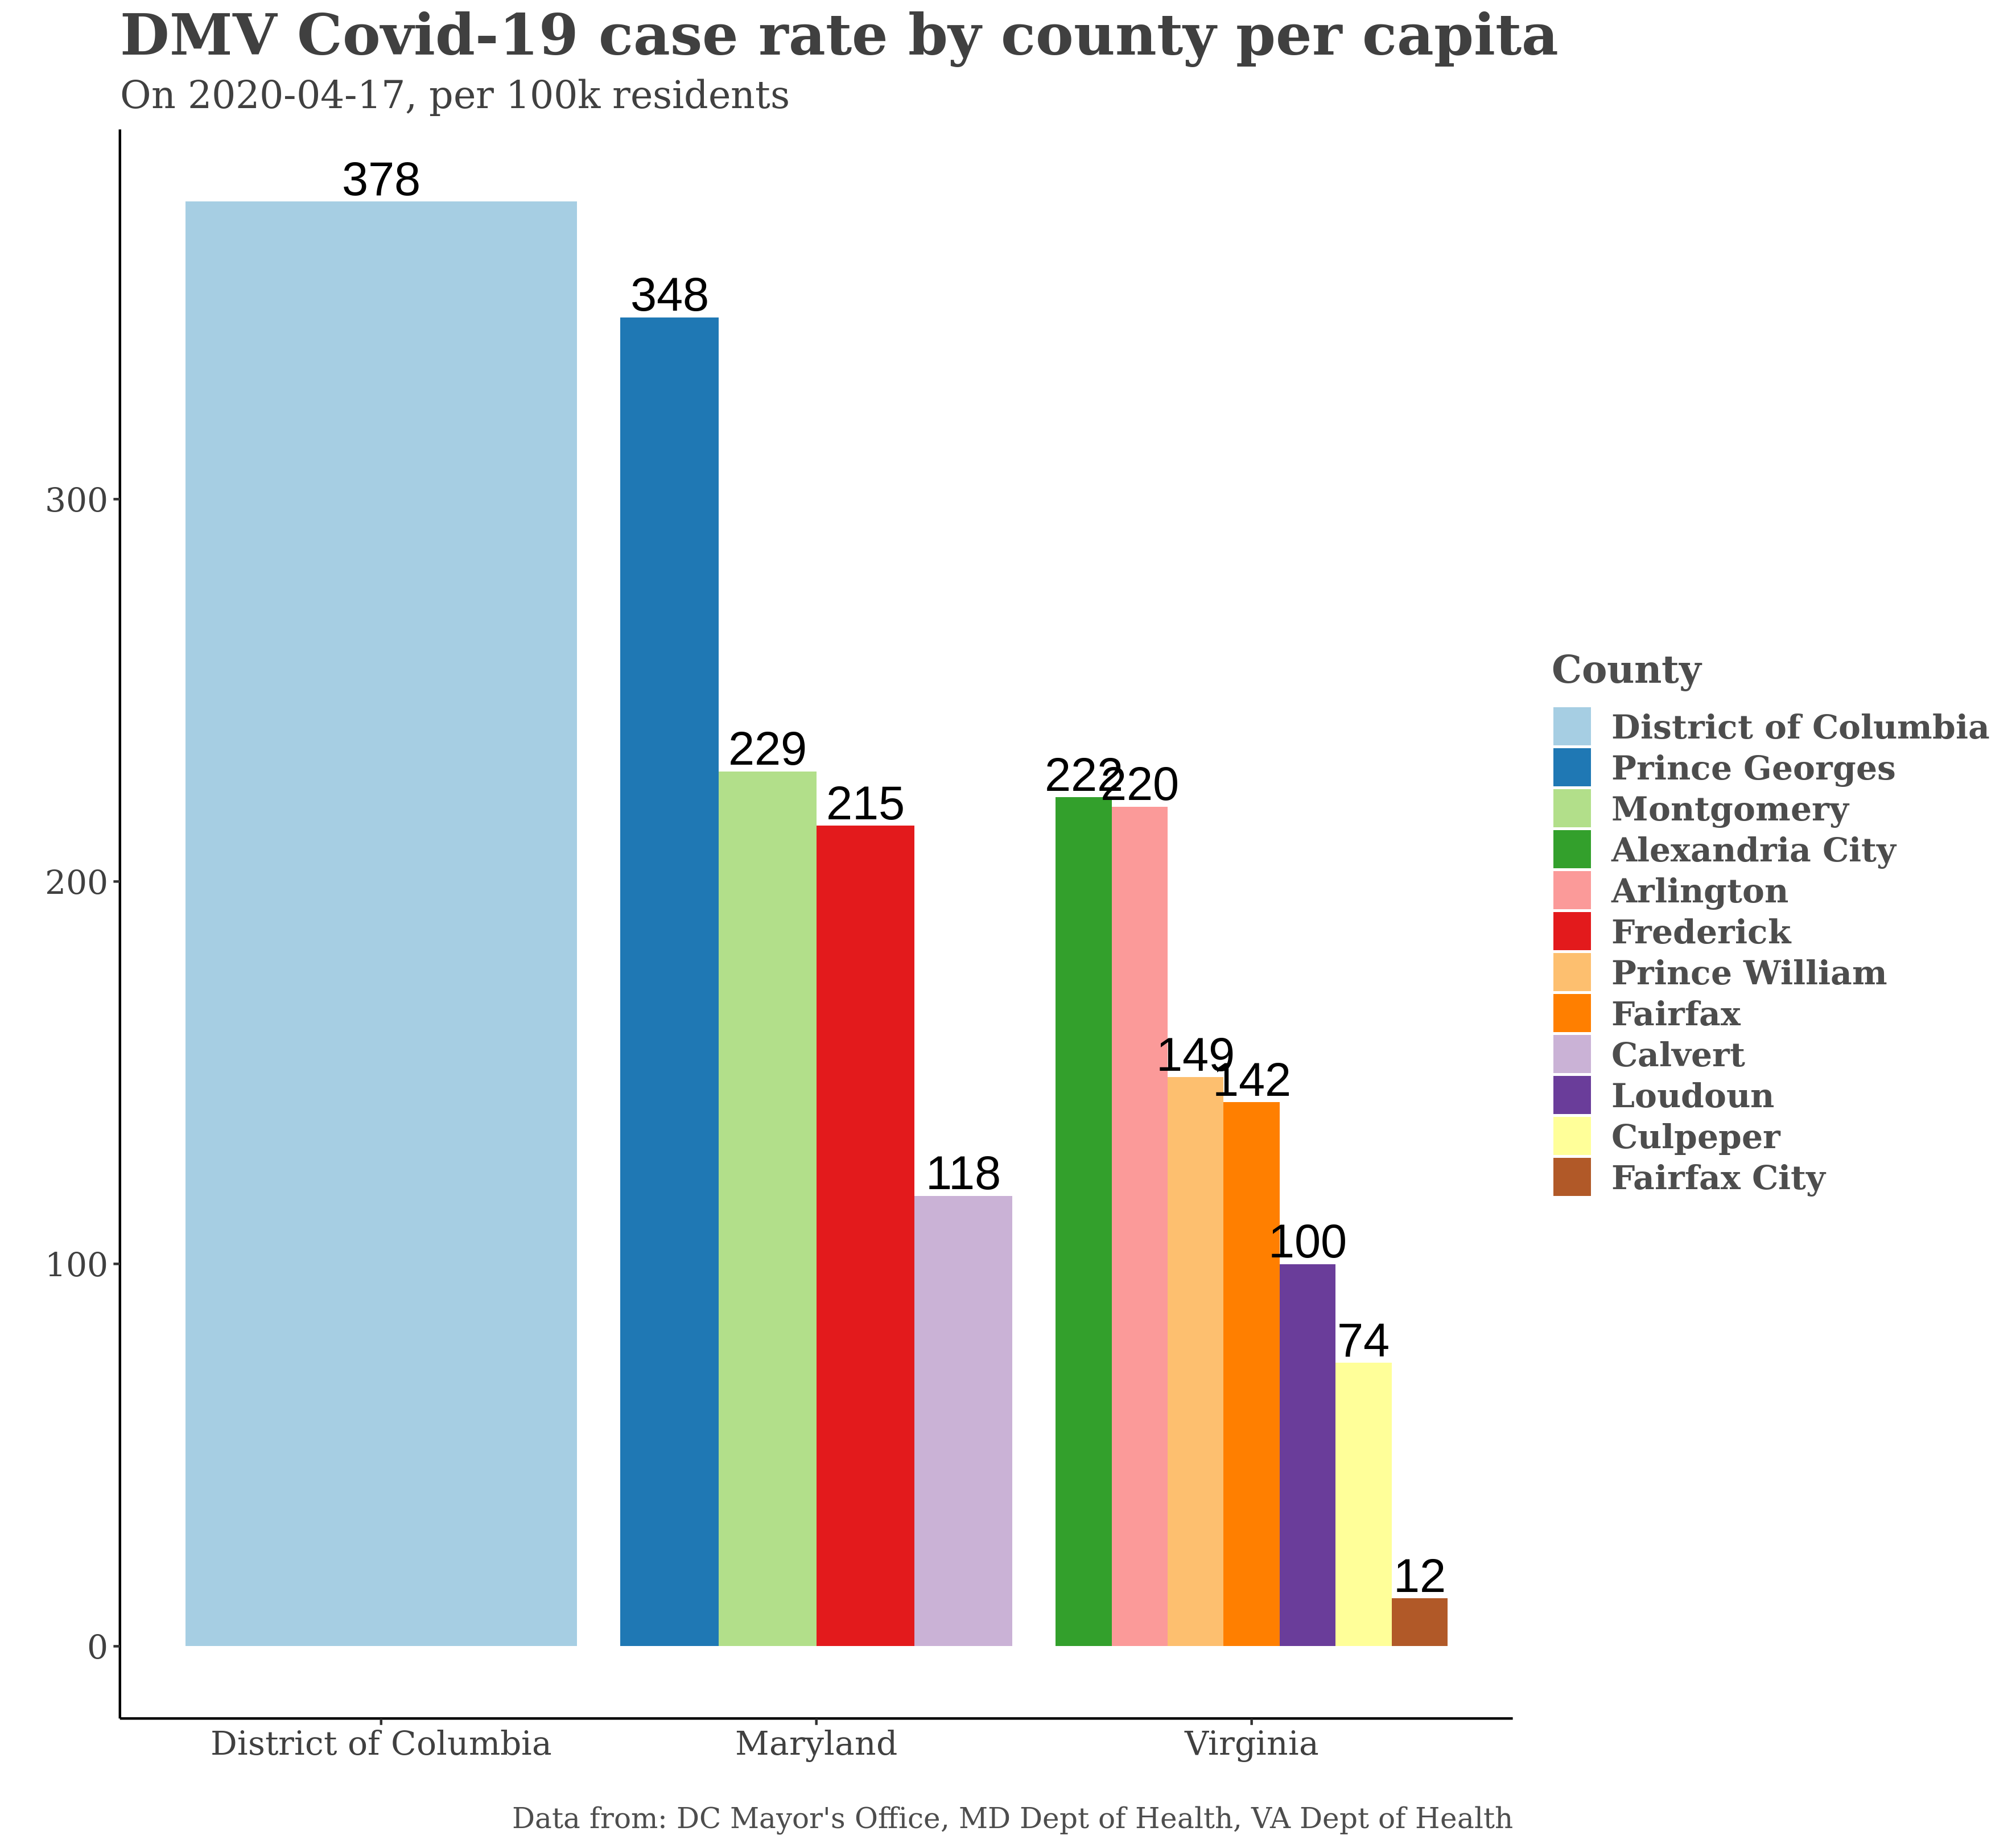 DMV Covid-19 case rate by county per capita
On 2020-04-17, per 100k residents
378
348
229
215
118
222
220
149
142
100
74
12
300
200
100
0
District of Columbia
Maryland
Virginia
County
District of Columbia
Prince Georges
Montgomery
Alexandria City
Arlington
Frederick
Prince William
Fairfax
Calvert
Loudoun
Culpeper
Fairfax City
Data from: DC Mayor's Office, MD Dept of Health, VA Dept of Health